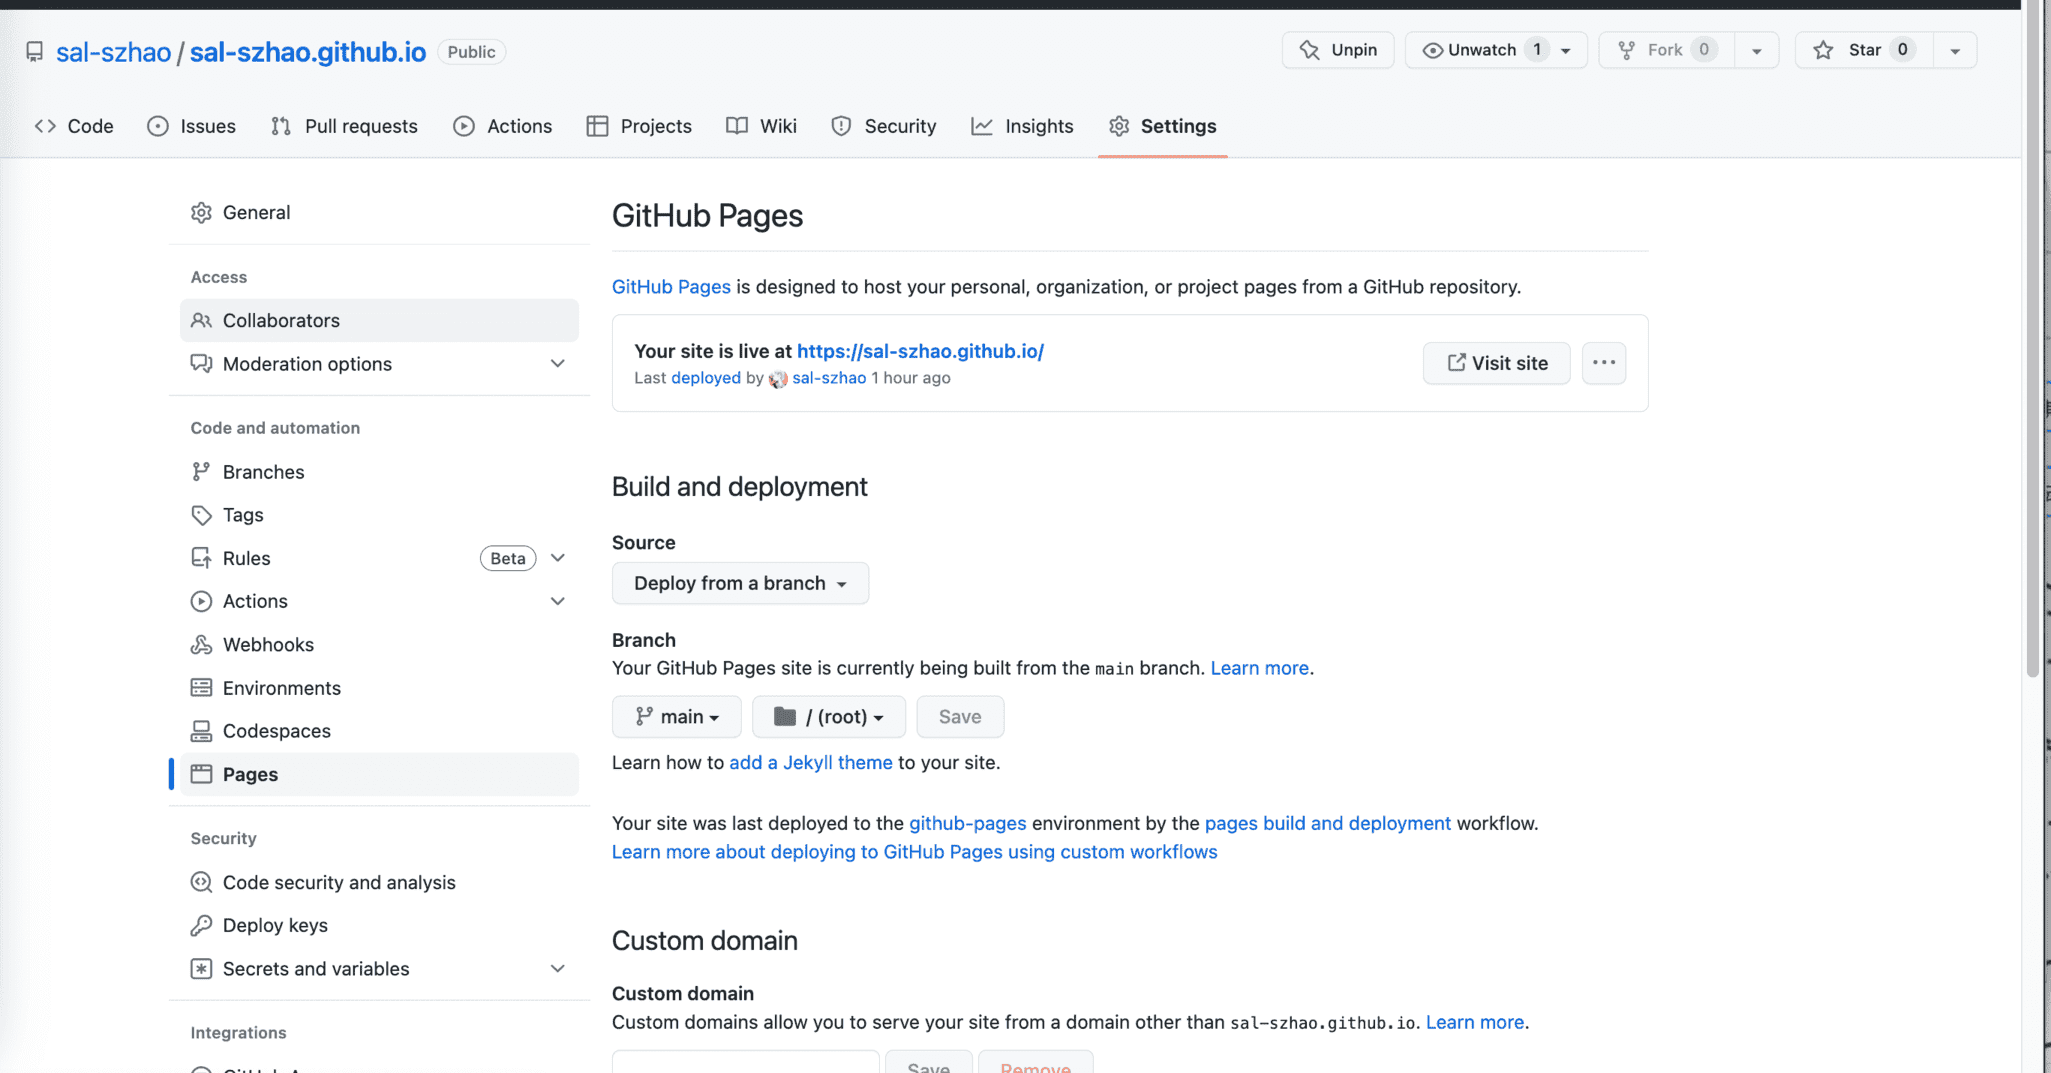 sal-szhao / sal-szhao.github.io Public
Unpin Unwatch 1 Fork 0 Star 0
Code Issues Pull requests Actions Projects Wiki Security Insights Settings
General
Access
Collaborators
Moderation options
Code and automation
Branches
Tags
Rules Beta
Actions
Webhooks
Environments
Codespaces
Pages
Security
Code security and analysis
Deploy keys
Secrets and variables
Integrations
GitHub Pages
GitHub Pages is designed to host your personal, organization, or project pages from a GitHub repository.
Your site is live at https://sal-szhao.github.io/
Last deployed by sal-szhao 1 hour ago
Visit site
Build and deployment
Source
Deploy from a branch
Branch
Your GitHub Pages site is currently being built from the main branch. Learn more.
main / (root) Save
Learn how to add a Jekyll theme to your site.
Your site was last deployed to the github-pages environment by the pages build and deployment workflow.
Learn more about deploying to GitHub Pages using custom workflows
Custom domain
Custom domain
Custom domains allow you to serve your site from a domain other than sal-szhao.github.io. Learn more.
Save Remove